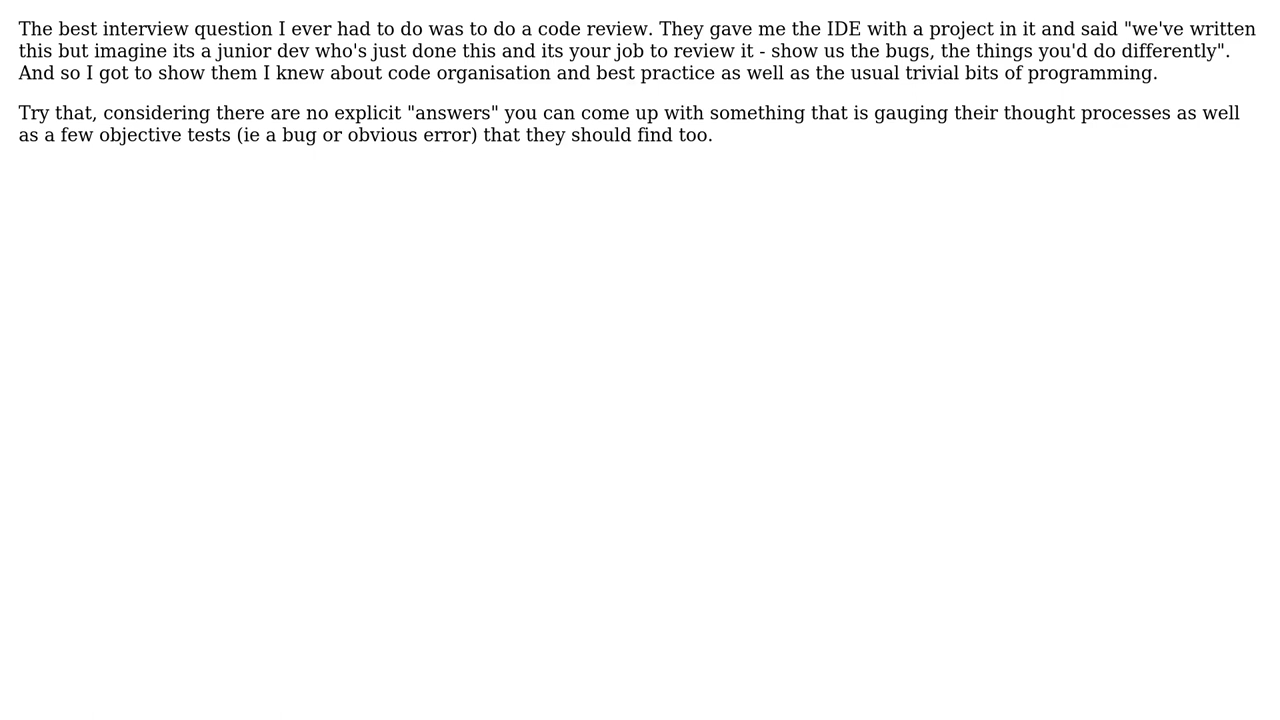 The best interview question I ever had to do was to do a code review. They gave me the IDE with a project in it and said "we've written
this but imagine its a junior dev who's just done this and its your job to review it - show us the bugs, the things you'd do differently".
And so I got to show them I knew about code organisation and best practice as well as the usual trivial bits of programming.
Try that, considering there are no explicit "answers" you can come up with something that is gauging their thought processes as well
as a few objective tests (ie a bug or obvious error) that they should find too.